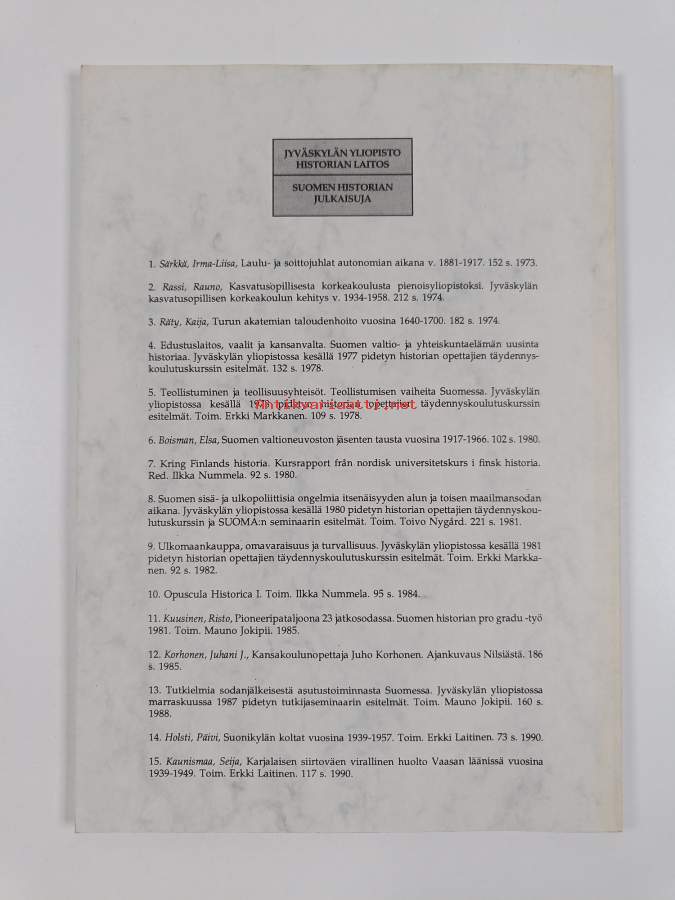 JYVÄSKYLÄN YLIOPISTO
HISTORIAN LAITOS
SUOMEN HISTORIAN
JULKAISUJA
1. Särkkä, Irma-Liisa, Laulu- ja soittojuhlat autonomian aikana v. 1881-1917. 152 s. 1973.
2. Rassi, Rauno, Kasvatusopillisesta korkeakoulusta pienoisyliopistoksi. Jyväskylän
kasvatusopillisen korkeakoulun kehitys v. 1934-1958. 212 s. 1974.
3. Räty, Kaija, Turun akatemian taloudenhoito vuosina 1640-1700. 182 s. 1974.
4. Edustuslaitos, vaalit ja kansanvalta. Suomen valtio- ja yhteiskuntaelämän uusinta
historiaa. Jyväskylän yliopistossa kesällä 1977 pidetyn historian opettajien täydennys-
koulutuskurssin esitelmät. 132 s. 1978.
5. Teollistuminen ja teollisuusyhteisöt. Teollistumisen vaiheita Suomessa. Jyväskylän
yliopistossa kesällä 1978 pidetyn historian opettajien täydennyskoulutuskurssin
Antikvariaatti.net
esitelmät. Toim. Erkki Markkanen. 109 s. 1978.
6. Boisman, Elsa, Suomen valtioneuvoston jäsenten tausta vuosina 1917-1966. 102 s. 1980.
7. Kring Finlands historia. Kursrapport från nordisk universitetskurs i finsk historia.
Red. Ilkka Nummela. 92 s. 1980.
8. Suomen sisä- ja ulkopoliittisia ongelmia itsenäisyyden alun ja toisen maailmansodan
aikana. Jyväskylän yliopistossa kesällä 1980 pidetyn historian opettajien täydennyskou-
lutuskurssin ja SUOMA:n seminaarin esitelmät. Toim. Toivo Nygård. 221 s. 1981.
9. Ulkomaankauppa, omavaraisuus ja turvallisuus. Jyväskylän yliopistossa kesällä 1981
pidetyn historian opettajien täydennyskoulutuskurssin esitelmät. Toim. Erkki Markka-
nen. 92 s. 1982.
10. Opuscula Historica I. Toim. Ilkka Nummela. 95 s. 1984.
11. Kuusinen, Risto, Pioneeripataljoona 23 jatkosodassa. Suomen historian pro gradu -työ
1981. Toim. Mauno Jokipii. 1985.
12. Korhonen, Juhani J., Kansakoulunopettaja Juho Korhonen. Ajankuvaus Nilsiästä. 186
s. 1985.
13. Tutkielmia sodanjälkeisestä asutustoiminnasta Suomessa. Jyväskylän yliopistossa
marraskuussa 1987 pidetyn tutkijaseminaarin esitelmät. Toim. Mauno Jokipii. 160 s.
1988.
14. Holsti, Päivi, Suonikylän koltat vuosina 1939-1957. Toim. Erkki Laitinen. 73 s. 1990.
15. Kaunismaa, Seija, Karjalaisen siirtoväen virallinen huolto Vaasan läänissä vuosina
1939-1949. Toim. Erkki Laitinen. 117 s. 1990.